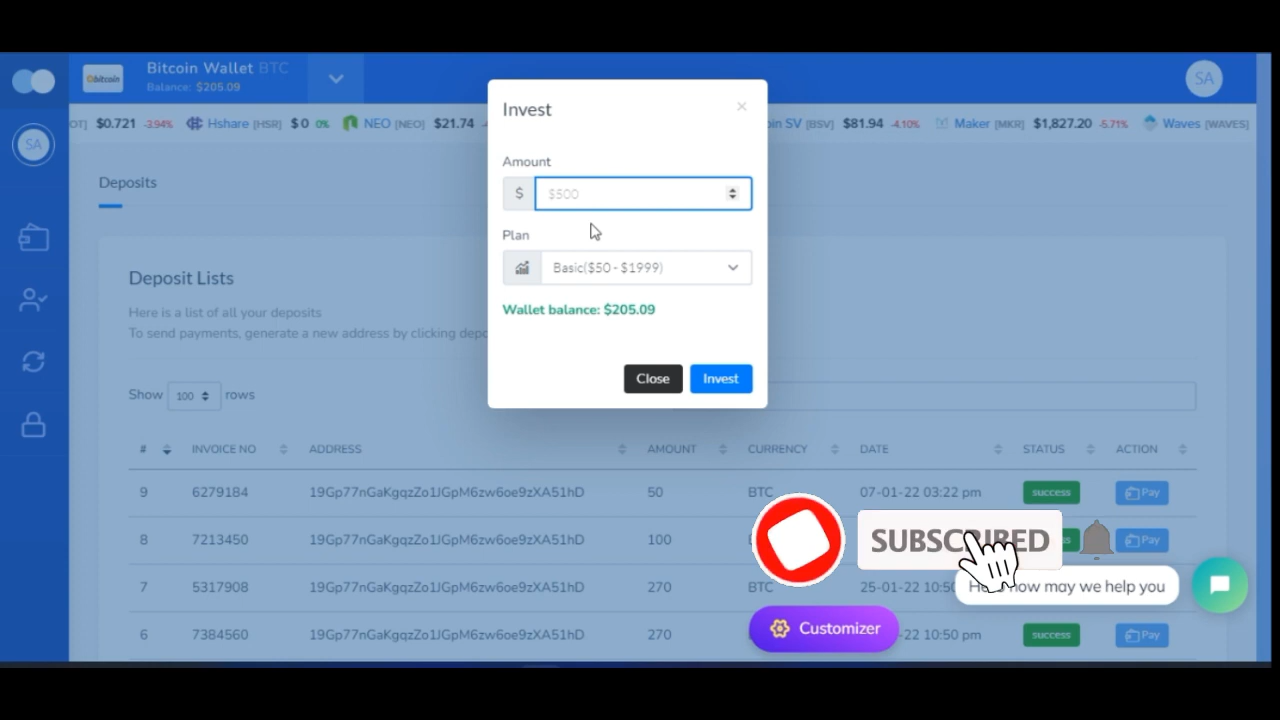 Bitcoin Wallet BTC
Balance: $205.09
bitcoin
SA
OT] $0.721 -3.94% Hshare [HSR] $ 0 0% NEO [NEO] $21.74 SV [BSV] $81.94 -4.10% Maker [MKR] $1,827.20 -5.71% Waves [WAVES]
SA
Deposits
Invest
×
Amount
$ $500
Plan
Basic($50 - $1999)
Wallet balance: $205.09
Close Invest
Deposit Lists
Here is a list of all your deposits
To send payments, generate a new address by clicking
Show 100 rows
# INVOICE NO ADDRESS AMOUNT CURRENCY DATE STATUS ACTION
9 6279184 19Gp77nGaKgqzZo1JGpM6zw6oe9zXA51hD 50 BTC 07-01-22 03:22 pm success Pay
8 7213450 19Gp77nGaKgqzZo1JGpM6zw6oe9zXA51hD 100 Pay
7 5317908 19Gp77nGaKgqzZo1JGpM6zw6oe9zXA51hD 270 BTC 25-01-22 10:50
6 7384560 19Gp77nGaKgqzZo1JGpM6zw6oe9zXA51hD 270 -22 10:50 pm success Pay
SUBSCRIBED
now may we help you
Customizer